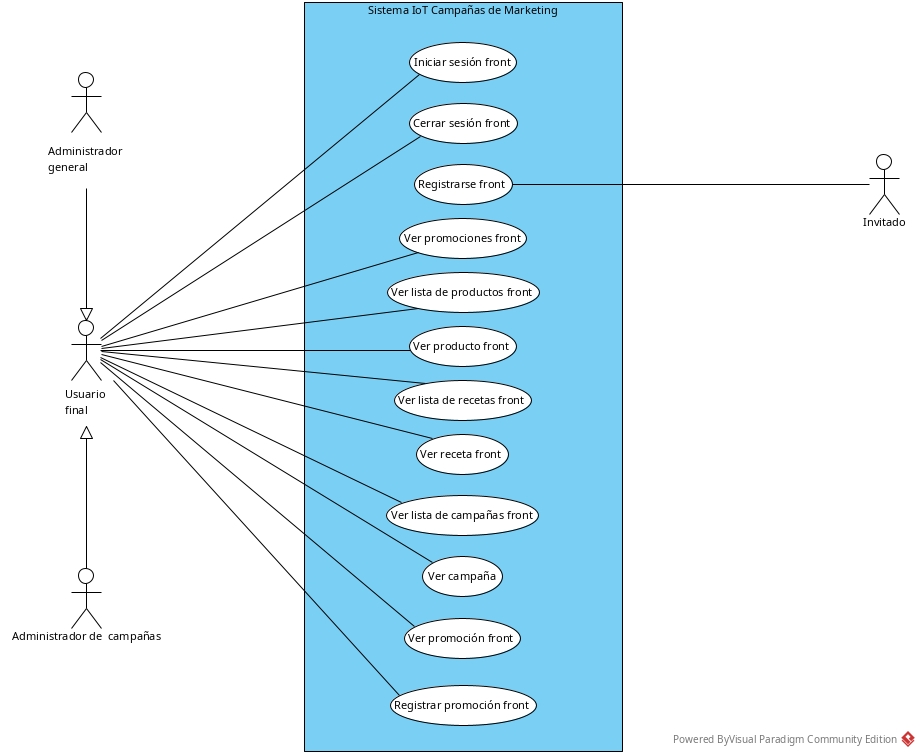 Sistema IoT Campañas de Marketing
Iniciar sesión front
Cerrar sesión front
Administrador
general
Registrarse front
Invitado
Ver promociones front
Ver lista de productos front
Ver producto front
Usuario
final
Ver lista de recetas front
Ver receta front
Ver lista de campañas front
Ver campaña
Administrador de campañas
Ver promoción front
Registrar promoción front
Powered ByVisual Paradigm Community Edition